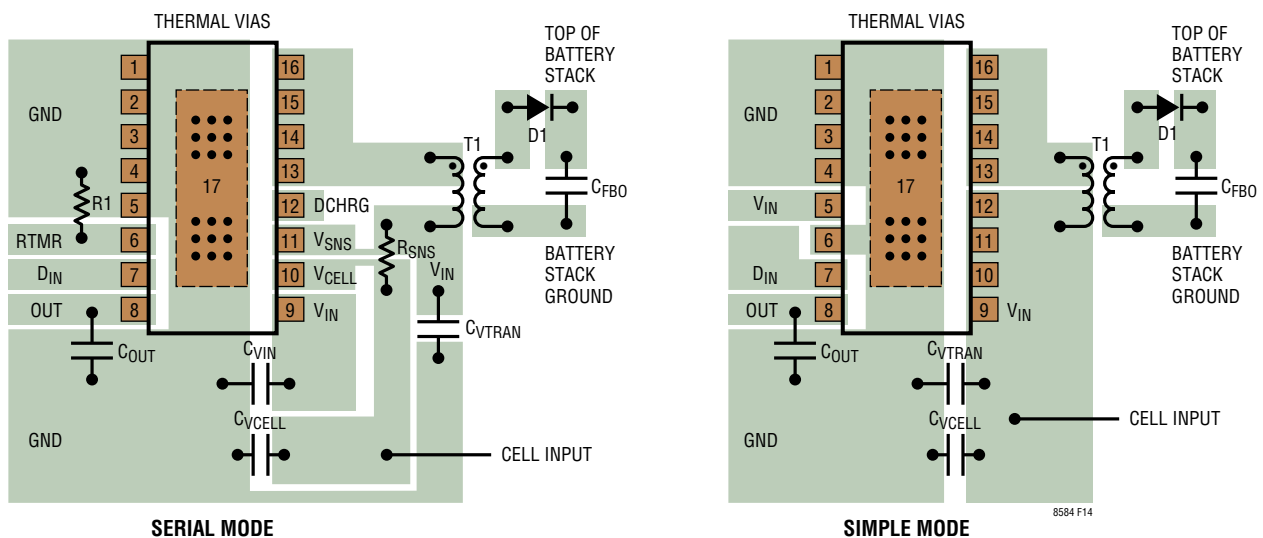 THERMAL VIAS
1
2
3
4
5
6
7
8
16
15
14
13
12
11
10
9
17
GND
R1
RTMR
DIN
OUT
COUT
GND
DCHRG
VSNS
VCELL
VIN
RSNS
VIN
CVTRAN
CVIN
CVCELL
CELL INPUT
T1
D1
CFBO
TOP OF
BATTERY
STACK
BATTERY
STACK
GROUND
SERIAL MODE
THERMAL VIAS
1
2
3
4
5
6
7
8
16
15
14
13
12
11
10
9
17
GND
VIN
DIN
OUT
COUT
GND
VIN
CVTRAN
CVCELL
CELL INPUT
T1
D1
CFBO
TOP OF
BATTERY
STACK
BATTERY
STACK
GROUND
8584 F14
SIMPLE MODE